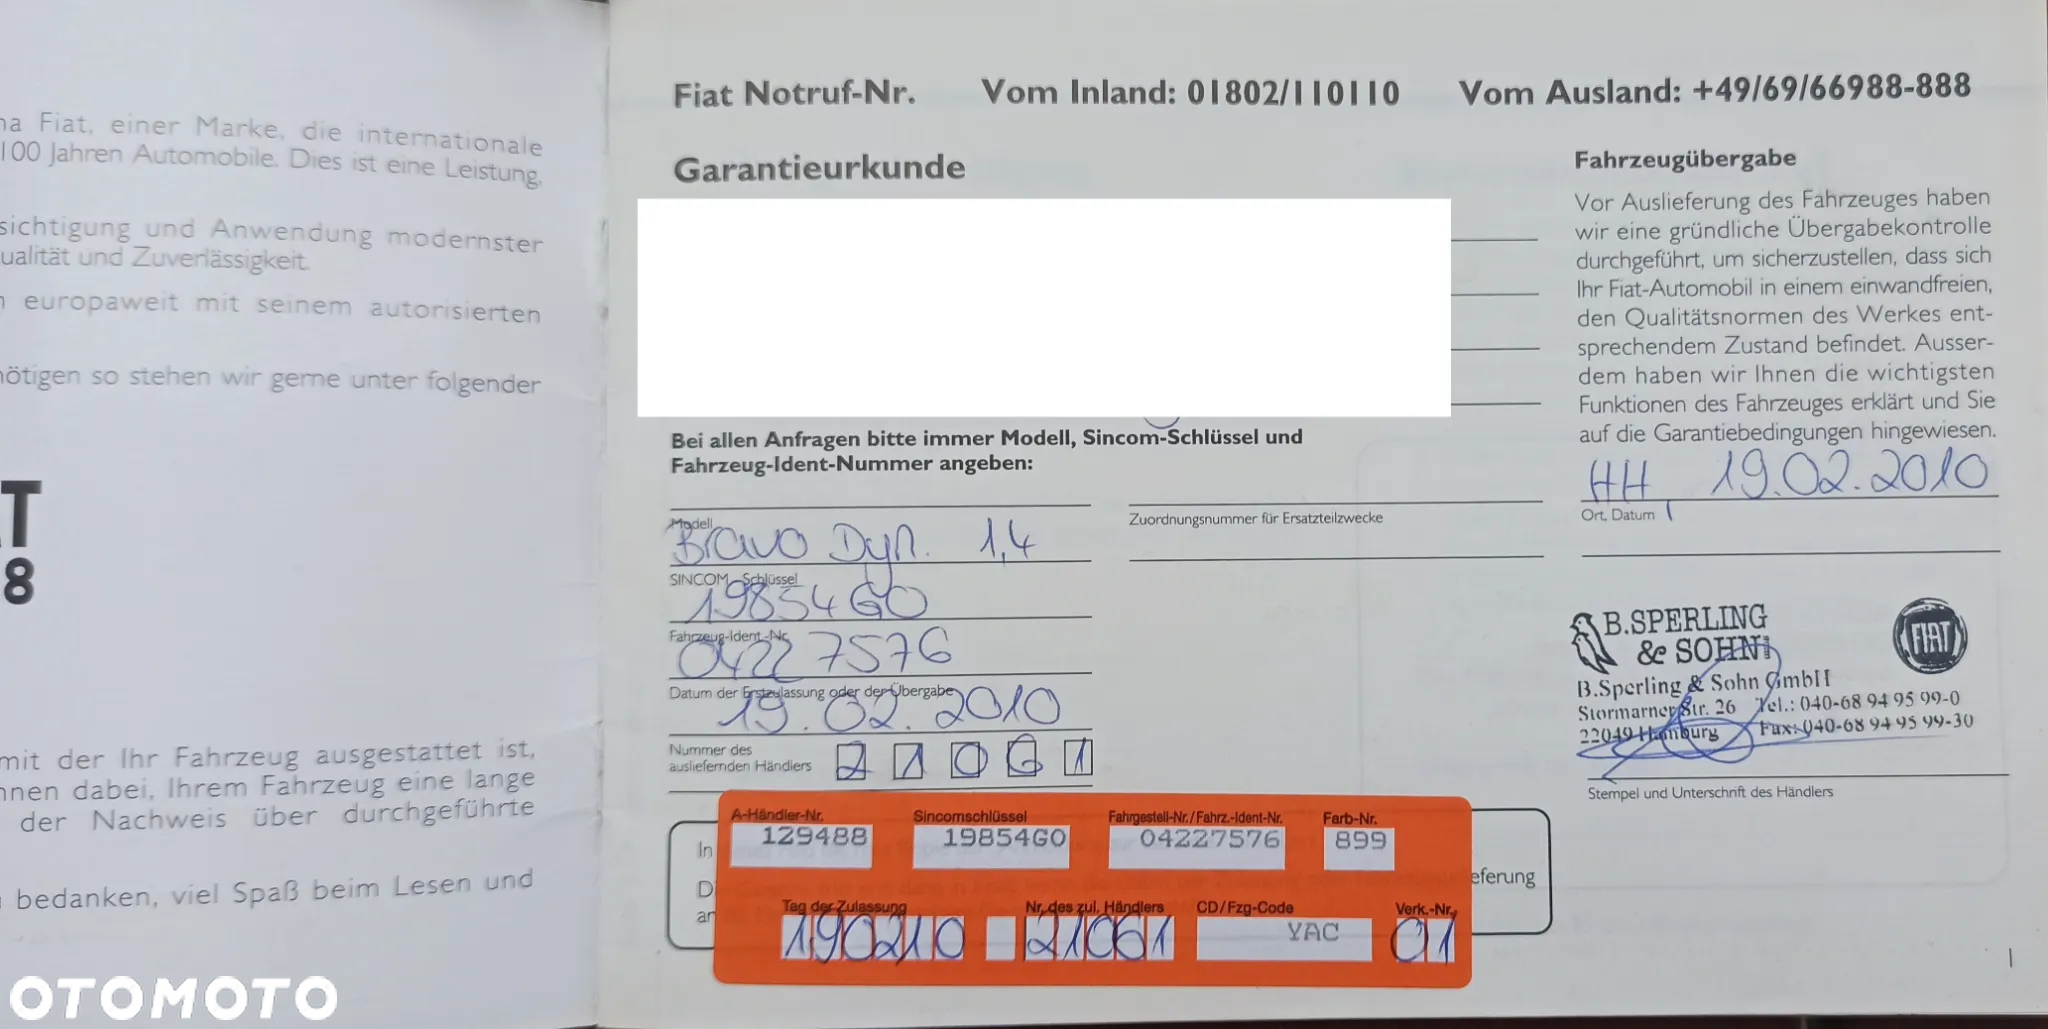 na Fiat, einer Marke, die internationale
100 Jahren Automobile. Dies ist eine Leistung,
sichtigung und Anwendung modernster
ualität und Zuverlässigkeit.
n europaweit mit seinem autorisierten
nötigen so stehen wir gerne unter folgender
T
8
mit der Ihr Fahrzeug ausgestattet ist,
nnen dabei, Ihrem Fahrzeug eine lange
der Nachweis über durchgeführte
bedanken, viel Spaß beim Lesen und
OTOMOTO
Fiat Notruf-Nr. Vom Inland: 01802/110110 Vom Ausland: +49/69/66988-888
Garantieurkunde
Bei allen Anfragen bitte immer Modell, Sincom-Schlüssel und
Fahrzeug-Ident-Nummer angeben:
Modell
Bravo Dyn. 1,4
SINCOM-Schlüssel
19854G0
Fahrzeug-Ident.-Nr.
04227576
Datum der Erstzulassung oder der Übergabe
19.02.2010
Nummer des
ausliefernden Händlers
21061
Zuordnungsnummer für Ersatzteilzwecke
Fahrzeugübergabe
Vor Auslieferung des Fahrzeuges haben
wir eine gründliche Übergabekontrolle
durchgeführt, um sicherzustellen, dass sich
Ihr Fiat-Automobil in einem einwandfreien,
den Qualitätsnormen des Werkes ent-
sprechendem Zustand befindet. Ausser-
dem haben wir Ihnen die wichtigsten
Funktionen des Fahrzeuges erklärt und Sie
auf die Garantiebedingungen hingewiesen.
HH, 19.02.2010
Ort, Datum
B.SPERLING
& SOHN GMBH
FIAT
B.Sperling & Sohn GmbH
Stormarner Str. 26 Tel.: 040-68 94 95 99-0
22049 Hamburg Fax: 040-68 94 95 99-30
Stempel und Unterschrift des Händlers
A-Händler-Nr. Sincomschlüssel Fahrgestell-Nr./Fahrz.-Ident-Nr. Farb-Nr.
129488 19854G0 04227576 899
Tag der Zulassung Nr. des zul. Händlers CD/Fzg-Code Verk.-Nr.
190210 21061 YAC 01
In
eferung
1